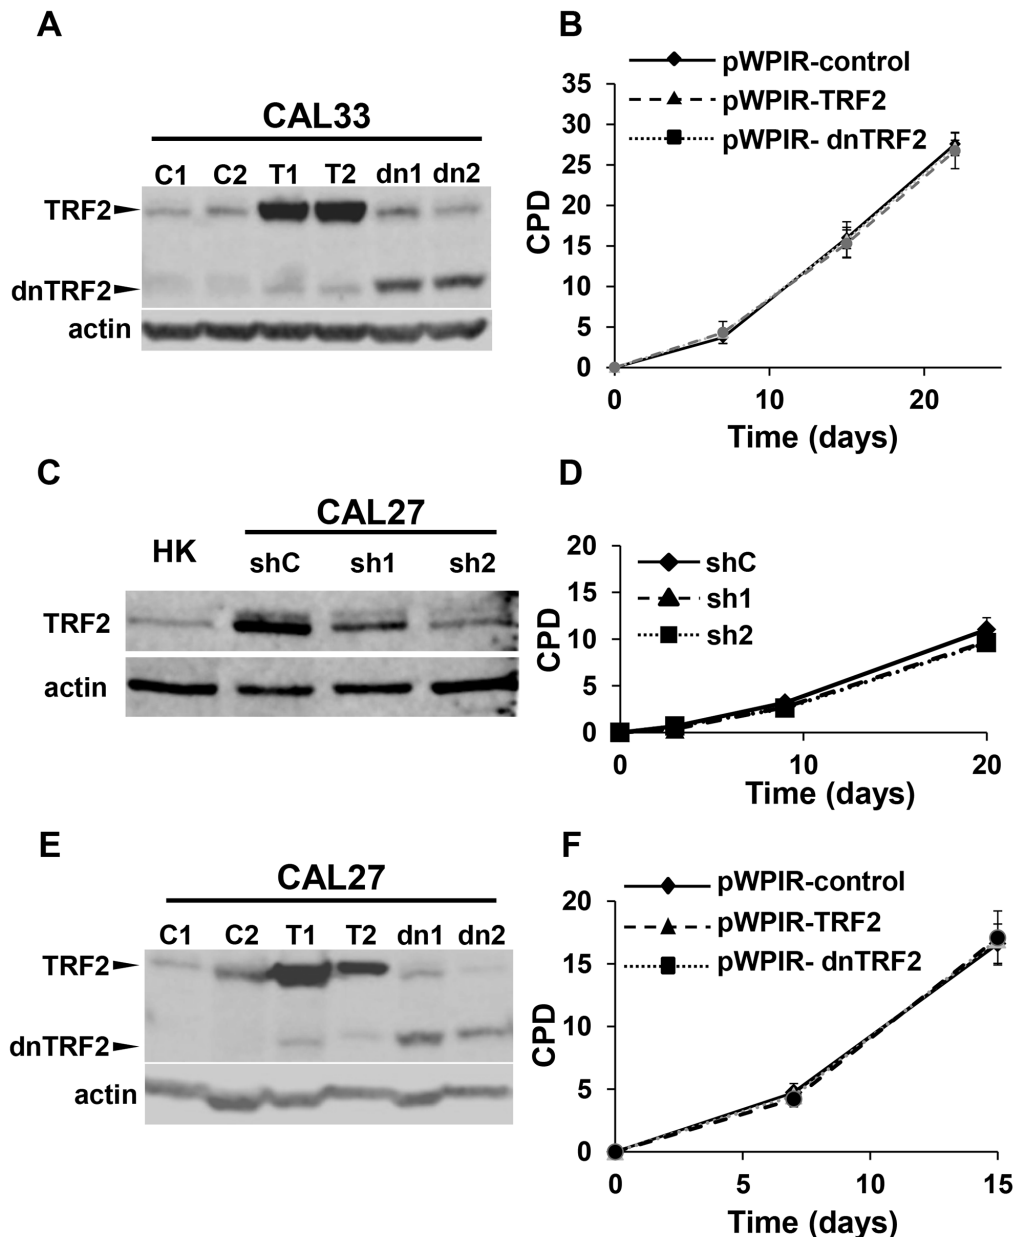 A
CAL33
C1 C2 T1 T2 dn1 dn2
TRF2
dnTRF2
actin
B
pWPIR-control
pWPIR-TRF2
pWPIR- dnTRF2
35
30
25
20
15
10
5
0
CPD
0 10 20
Time (days)
C
CAL27
HK shC sh1 sh2
TRF2
actin
D
shC
sh1
sh2
20
15
10
5
0
CPD
0 10 20
Time (days)
E
CAL27
C1 C2 T1 T2 dn1 dn2
TRF2
dnTRF2
actin
F
pWPIR-control
pWPIR-TRF2
pWPIR- dnTRF2
20
15
10
5
0
CPD
0 5 10 15
Time (days)